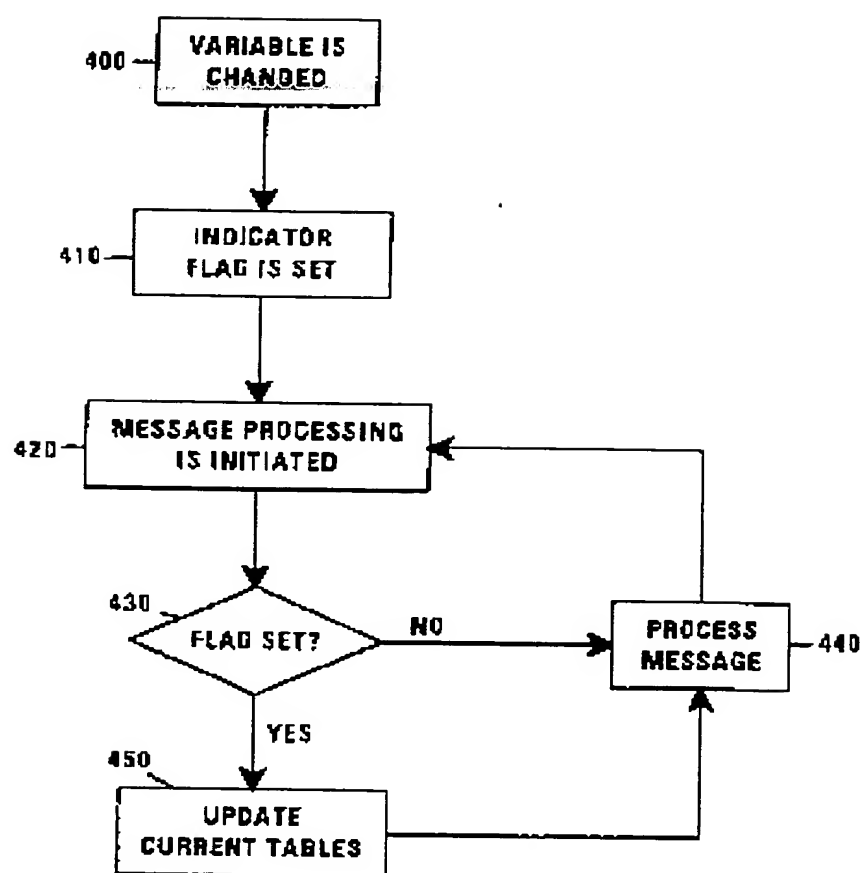 400
VARIABLE IS
CHANGED
410
INDICATOR
FLAG IS SET
420
MESSAGE PROCESSING
IS INITIATED
430
FLAG SET?
NO
PROCESS
MESSAGE
440
YES
450
UPDATE
CURRENT TABLES